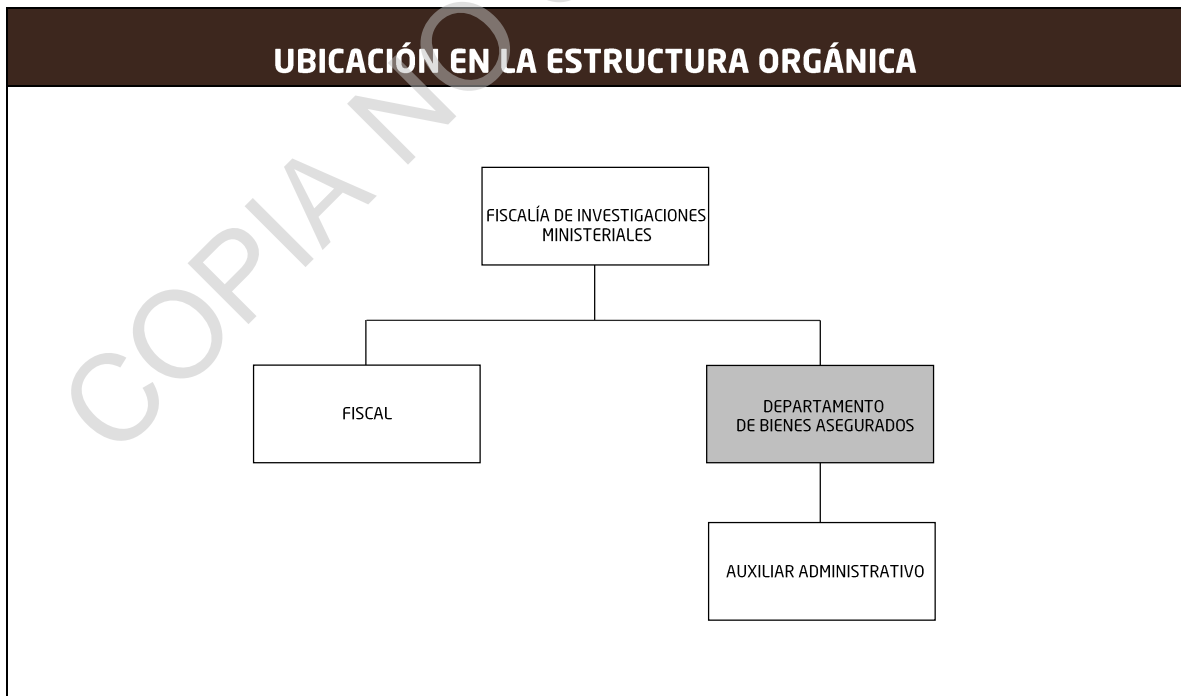 UBICACIÓN EN LA ESTRUCTURA ORGÁNICA
FISCALÍA DE INVESTIGACIONES
MINISTERIALES
FISCAL
DEPARTAMENTO
DE BIENES ASEGURADOS
AUXILIAR ADMINISTRATIVO
COPIA NO